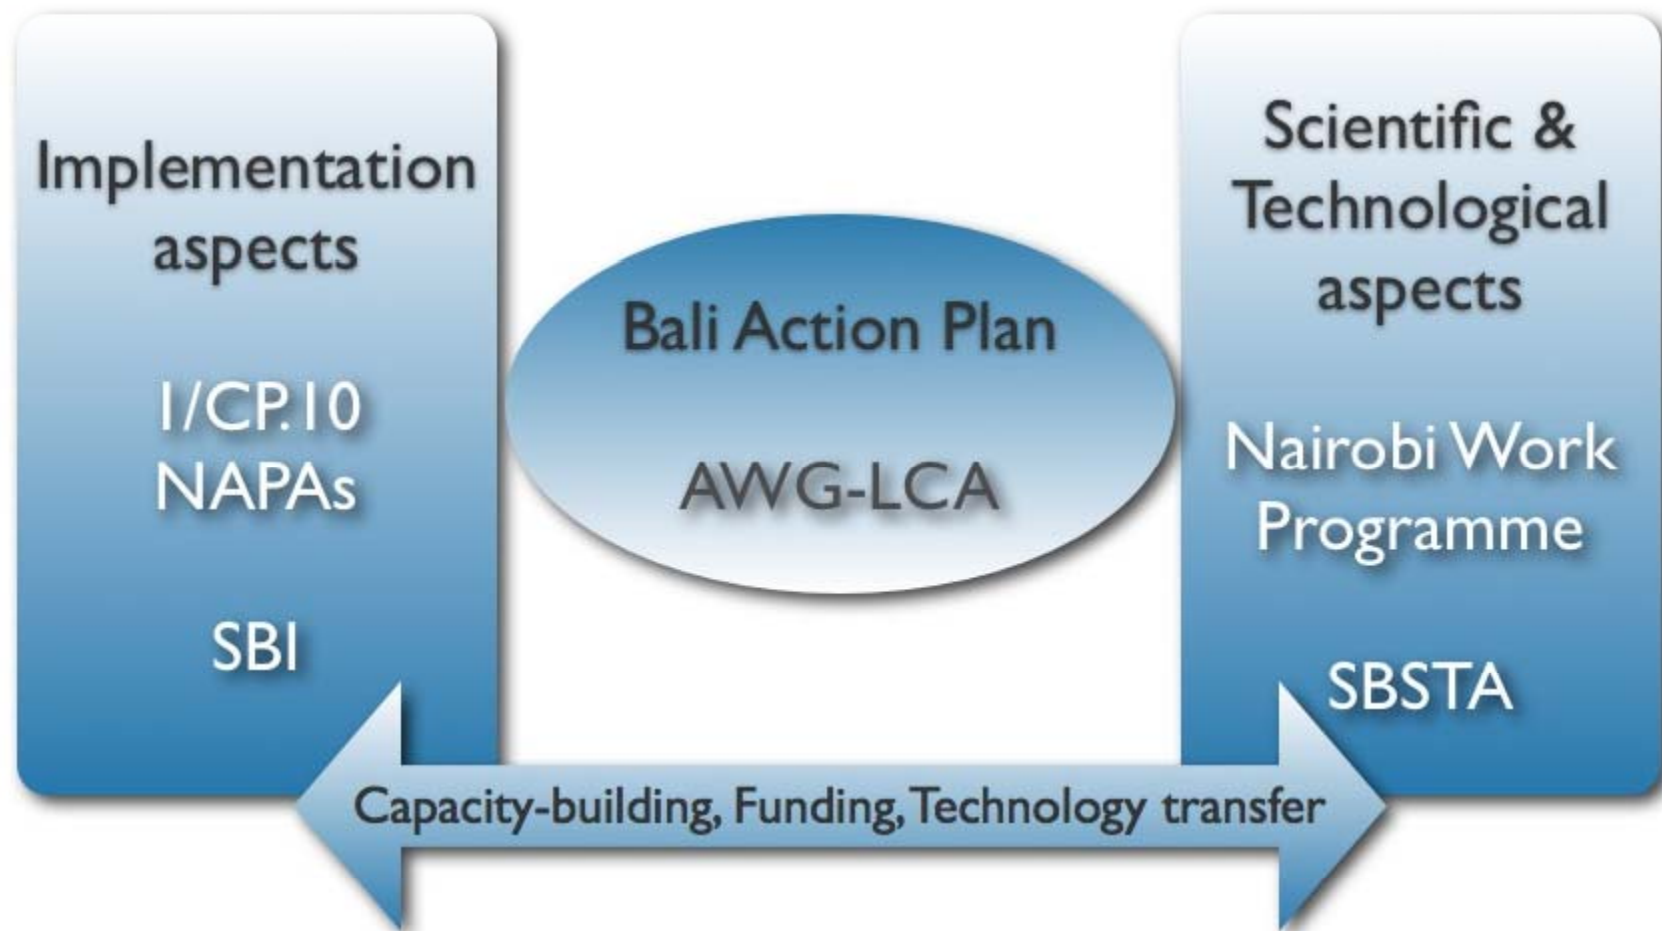 Implementation
aspects
1/CP.10
NAPAs
SBI
Bali Action Plan
AWG-LCA
Scientific &
Technological
aspects
Nairobi Work
Programme
SBSTA
Capacity-building, Funding, Technology transfer